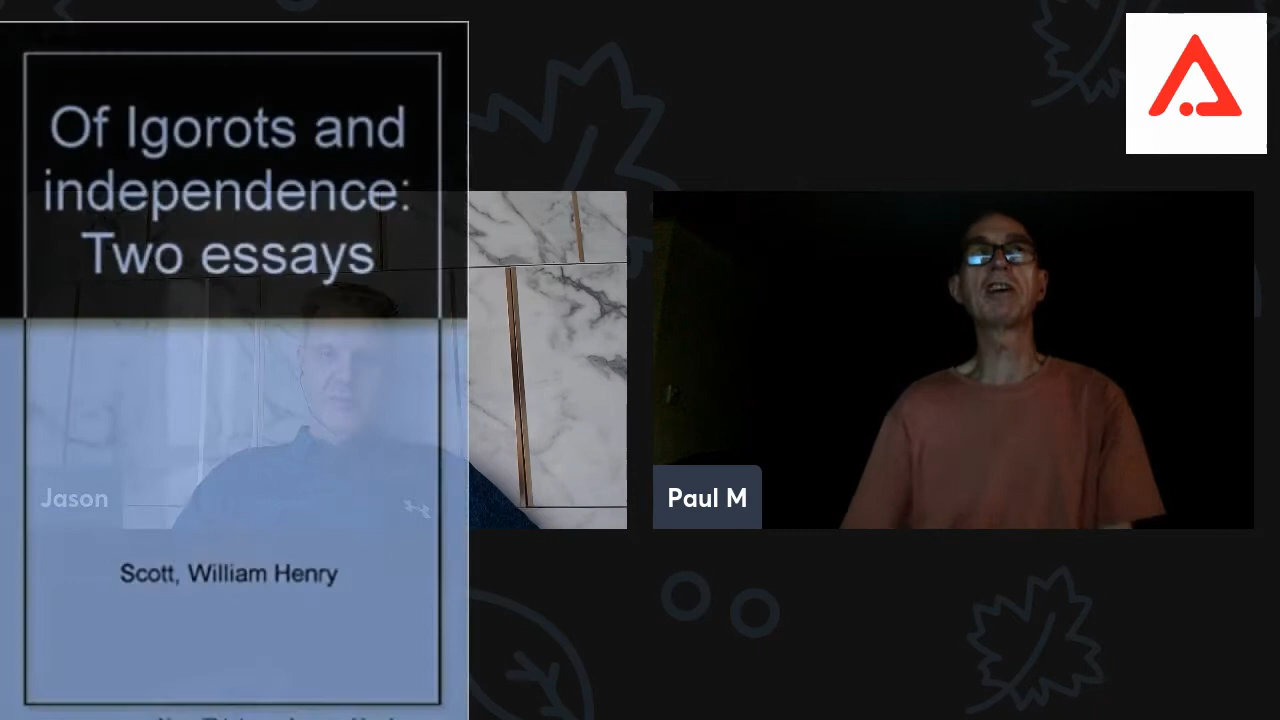 Of Igorots and
independence:
Two essays
Jason
Paul M
Scott, William Henry